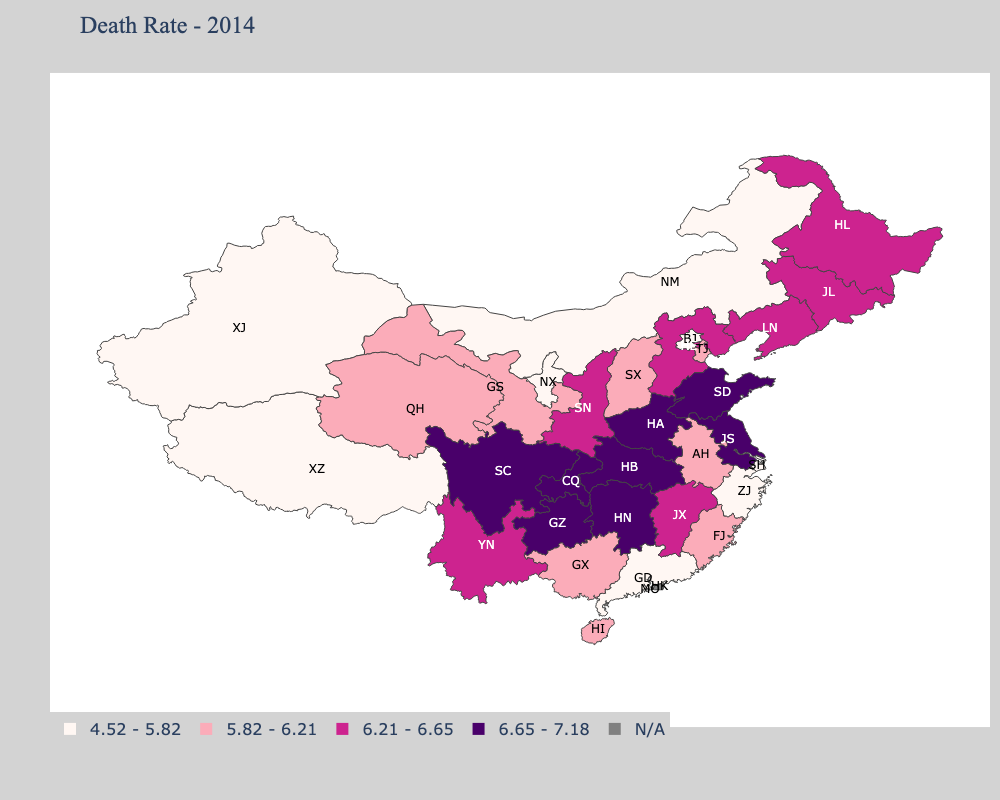 Death Rate - 2014
HL
NM
JL
XJ
LN
BJ
TJ
SX
NX
GS
SD
QH
SN
HA
JS
AH
SH
XZ
SC
HB
CQ
ZJ
JX
HN
GZ
FJ
YN
GX
GD
HK
MO
HI
4.52 - 5.82
5.82 - 6.21
6.21 - 6.65
6.65 - 7.18
N/A